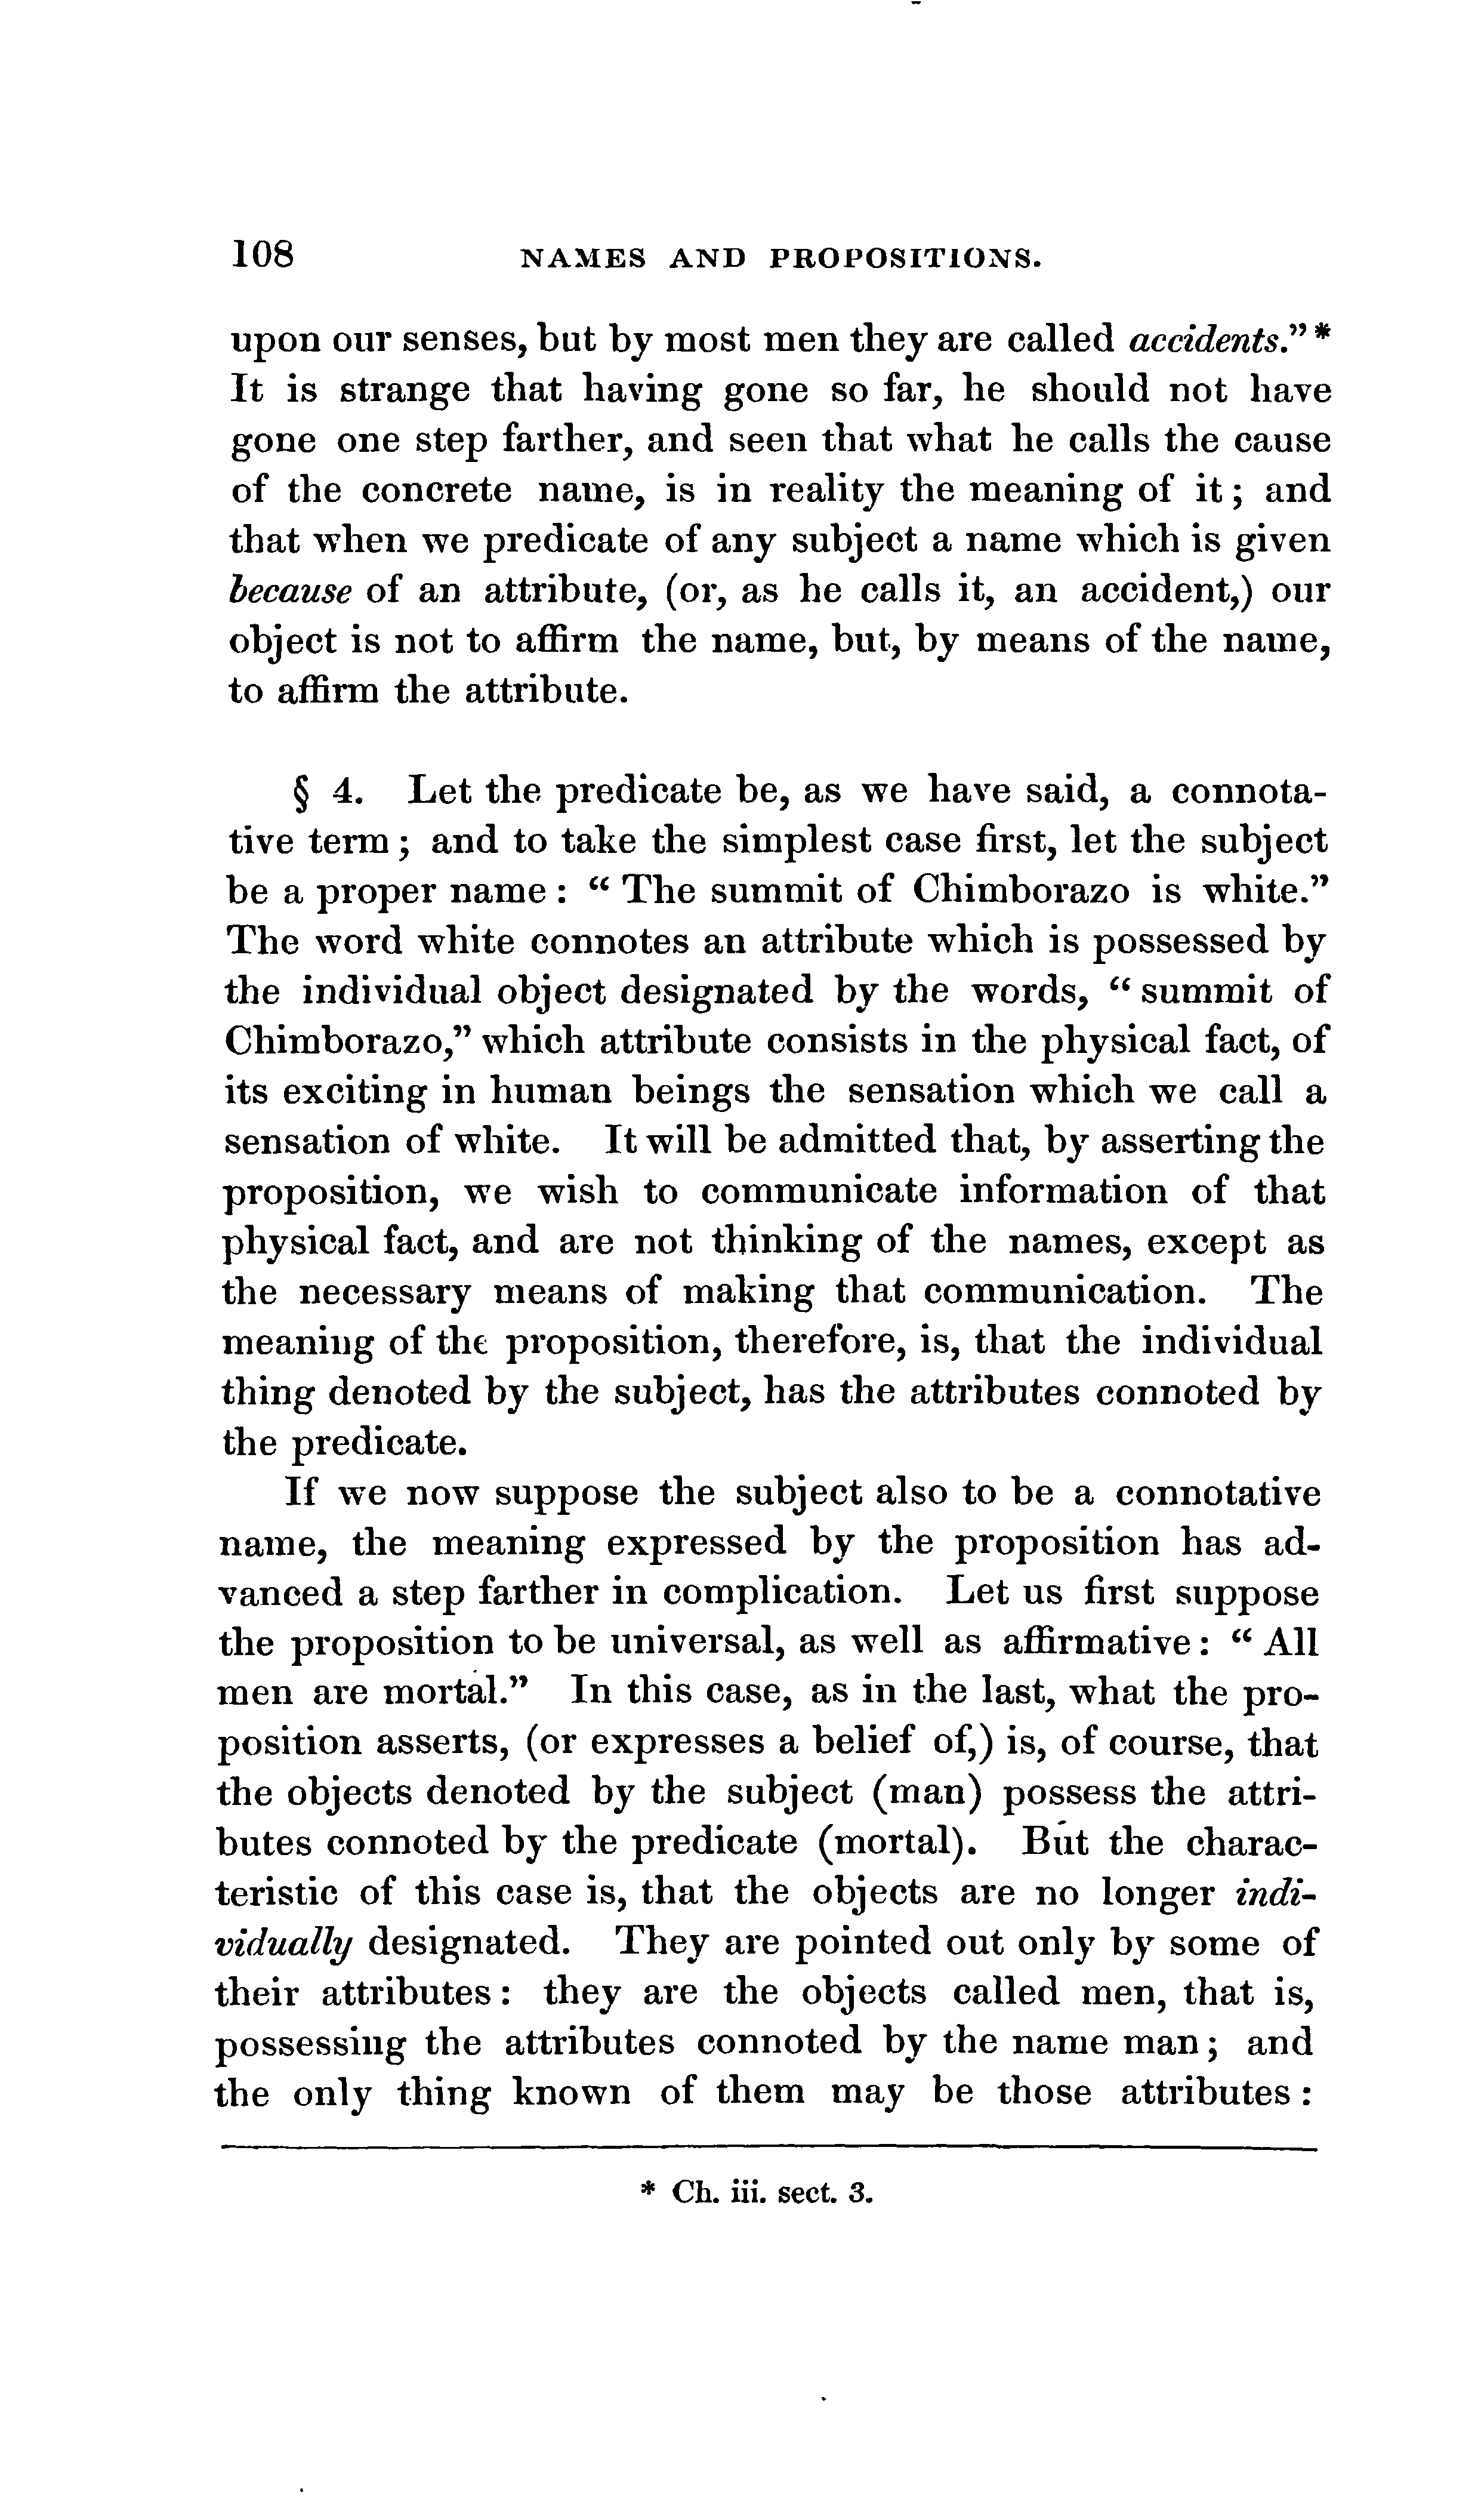 108 NAMES AND PROPOSITIONS.
upon our senses, but by most men they are called accidents."*
It is strange that having gone so far, he should not have
gone one step farther, and seen that what he calls the cause
of the concrete name, is in reality the meaning of it; and
that when we predicate of any subject a name which is given
because of an attribute, (or, as he calls it, an accident,) our
object is not to affirm the name, but, by means of the name,
to affirm the attribute.
§ 4. Let the predicate be, as we have said, a connota-
tive term; and to take the simplest case first, let the subject
be a proper name: "The summit of Chimborazo is white."
The word white connotes an attribute which is possessed by
the individual object designated by the words, "summit of
Chimborazo," which attribute consists in the physical fact, of
its exciting in human beings the sensation which we call a
sensation of white. It will be admitted that, by asserting the
proposition, we wish to communicate information of that
physical fact, and are not thinking of the names, except as
the necessary means of making that communication. The
meaning of the proposition, therefore, is, that the individual
thing denoted by the subject, has the attributes connoted by
the predicate.
If we now suppose the subject also to be a connotative
name, the meaning expressed by the proposition has ad-
vanced a step farther in complication. Let us first suppose
the proposition to be universal, as well as affirmative: "All
men are mortal." In this case, as in the last, what the pro-
position asserts, (or expresses a belief of,) is, of course, that
the objects denoted by the subject (man) possess the attri-
butes connoted by the predicate (mortal). But the charac-
teristic of this case is, that the objects are no longer indi-
vidually designated. They are pointed out only by some of
their attributes: they are the objects called men, that is,
possessing the attributes connoted by the name man; and
the only thing known of them may be those attributes:
* Ch. iii. sect. 3.